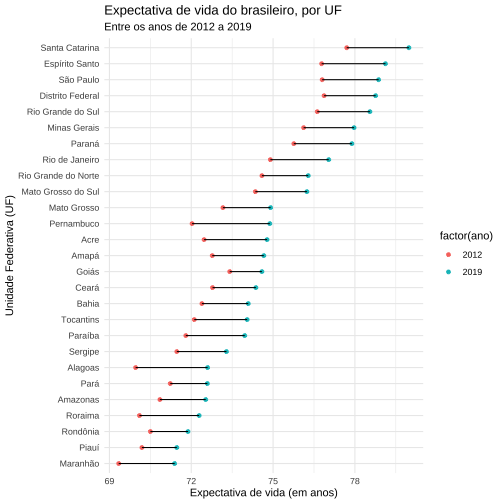 Expectativa de vida do brasileiro, por UF
Entre os anos de 2012 a 2019
Unidade Federativa (UF)
Santa Catarina
Espírito Santo
São Paulo
Distrito Federal
Rio Grande do Sul
Minas Gerais
Paraná
Rio de Janeiro
Rio Grande do Norte
Mato Grosso do Sul
Mato Grosso
Pernambuco
Acre
Amapá
Goiás
Ceará
Bahia
Tocantins
Paraíba
Sergipe
Alagoas
Pará
Amazonas
Roraima
Rondônia
Piauí
Maranhão
69 72 75 78
Expectativa de vida (em anos)
factor(ano)
2012
2019